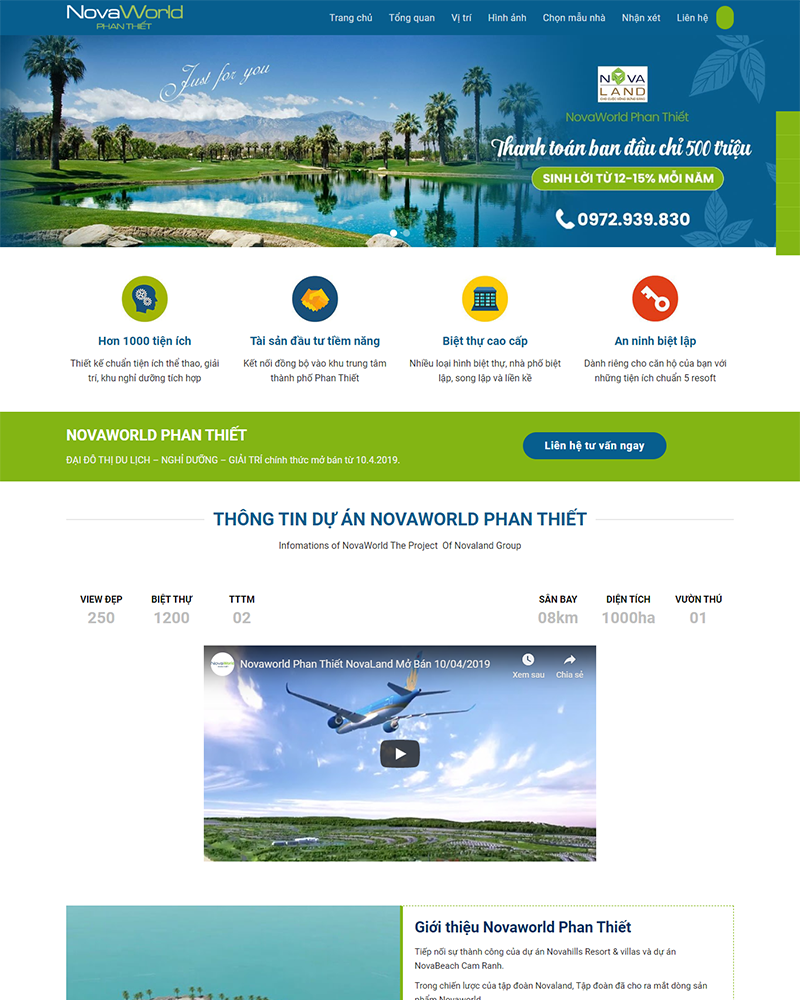 NovaWorld
PHAN THIẾT
Trang chủ Tổng quan Vị trí Hình ảnh Chọn mẫu nhà Nhận xét Liên hệ
Just for you
NOVA
LAND
NovaWorld Phan Thiết
Thanh toán ban đầu chỉ 500 triệu
SINH LỜI TỪ 12-15% MỖI NĂM
0972.939.830
Hơn 1000 tiện ích
Thiết kế chuẩn tiện ích thể thao, giải
trí, khu nghỉ dưỡng tích hợp
Tài sản đầu tư tiềm năng
Kết nối đồng bộ vào khu trung tâm
thành phố Phan Thiết
Biệt thự cao cấp
Nhiều loại hình biệt thự, nhà phố biệt
lập, song lập và liền kề
An ninh biệt lập
Dành riêng cho căn hộ của bạn với
những tiện ích chuẩn 5 resoft
NOVAWORLD PHAN THIẾT
ĐẠI ĐÔ THỊ DU LỊCH – NGHỈ DƯỠNG – GIẢI TRÍ chính thức mở bán từ 10.4.2019.
Liên hệ tư vấn ngay
THÔNG TIN DỰ ÁN NOVAWORLD PHAN THIẾT
Infomations of NovaWorld The Project Of Novaland Group
VIEW ĐẸP BIỆT THỰ TTTM SÂN BAY DIỆN TÍCH VƯỜN THÚ
250 1200 02 08km 1000ha 01
Novaworld Phan Thiết NovaLand Mở Bán 10/04/2019
Xem sau Chia sẻ
Giới thiệu Novaworld Phan Thiết
Tiếp nối sự thành công của dự án Novahills Resort & villas và dự án
NovaBeach Cam Ranh.
Trong chiến lược của tập đoàn Novaland, Tập đoàn đã cho ra mắt dòng sản
phẩm Novaworld